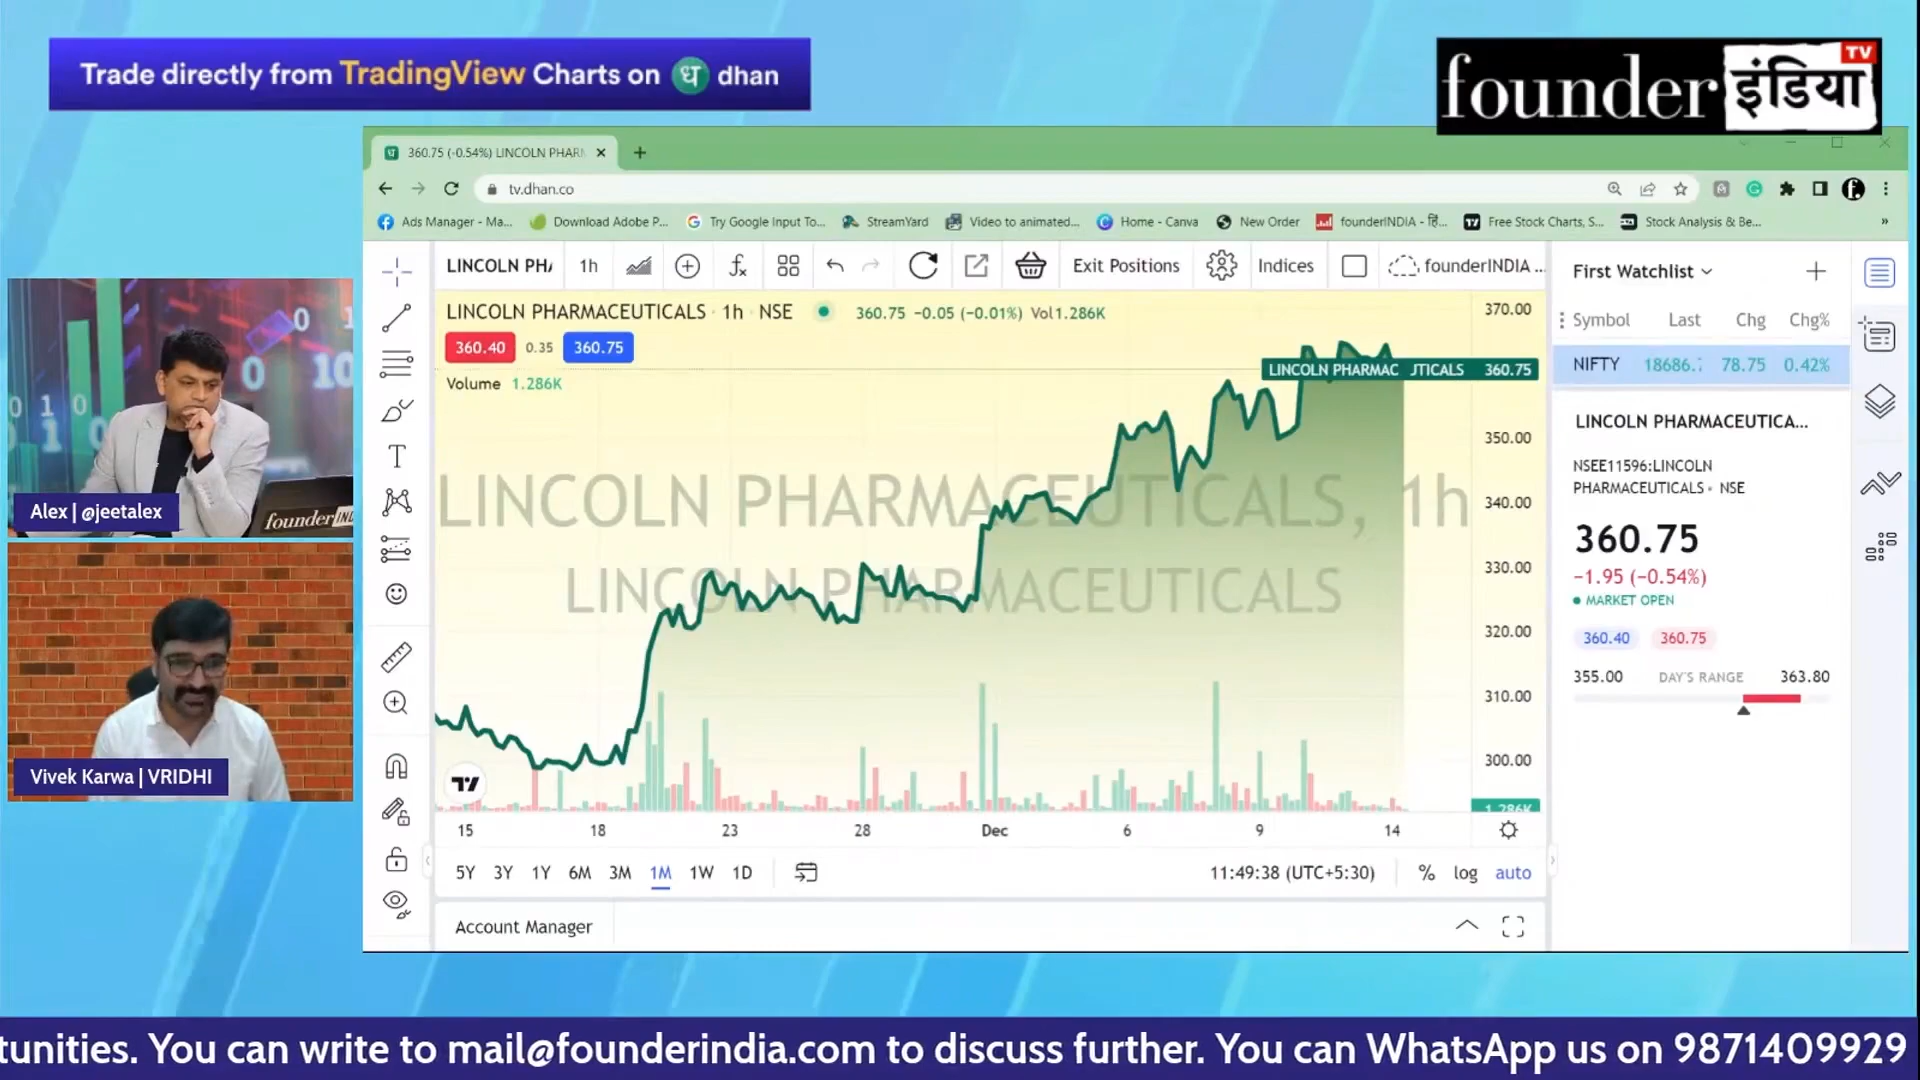 Trade directly from TradingView Charts on ध dhan
founder इंडिया TV
360.75 (-0.54%) LINCOLN PHARM
tv.dhan.co
Ads Manager - Ma...
Download Adobe P...
Try Google Input To...
StreamYard
Video to animated...
Home - Canva
New Order
founderINDIA - हिं...
Free Stock Charts, S...
Stock Analysis & Be...
LINCOLN PHA
1h
Exit Positions
Indices
founderINDIA ...
LINCOLN PHARMACEUTICALS · 1h · NSE
360.75 −0.05 (−0.01%) Vol1.286K
360.40 0.35 360.75
Volume 1.286K
LINCOLN PHARMACEUTICALS, 1h
LINCOLN PHARMACEUTICALS
LINCOLN PHARMAC JTICALS 360.75
370.00
350.00
340.00
330.00
320.00
310.00
300.00
1.286K
15 18 23 28 Dec 6 9 14
5Y 3Y 1Y 6M 3M 1M 1W 1D
11:49:38 (UTC+5:30)
% log auto
Account Manager
First Watchlist
Symbol Last Chg Chg%
NIFTY 18686.7 78.75 0.42%
LINCOLN PHARMACEUTICA...
NSEE11596:LINCOLN
PHARMACEUTICALS • NSE
360.75
−1.95 (−0.54%)
MARKET OPEN
360.40 360.75
355.00 DAY'S RANGE 363.80
founderIND
Alex | @jeetalex
Vivek Karwa | VRIDHI
tunities. You can write to mail@founderindia.com to discuss further. You can WhatsApp us on 9871409929